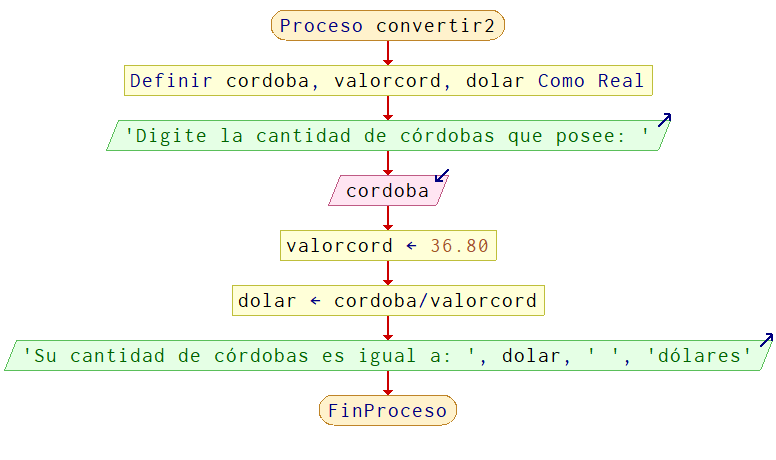 Proceso convertir2
Definir cordoba, valorcord, dolar Como Real
'Digite la cantidad de córdobas que posee: '
cordoba
valorcord ← 36.80
dolar ← cordoba/valorcord
'Su cantidad de córdobas es igual a: ', dolar, ' ', 'dólares'
FinProceso